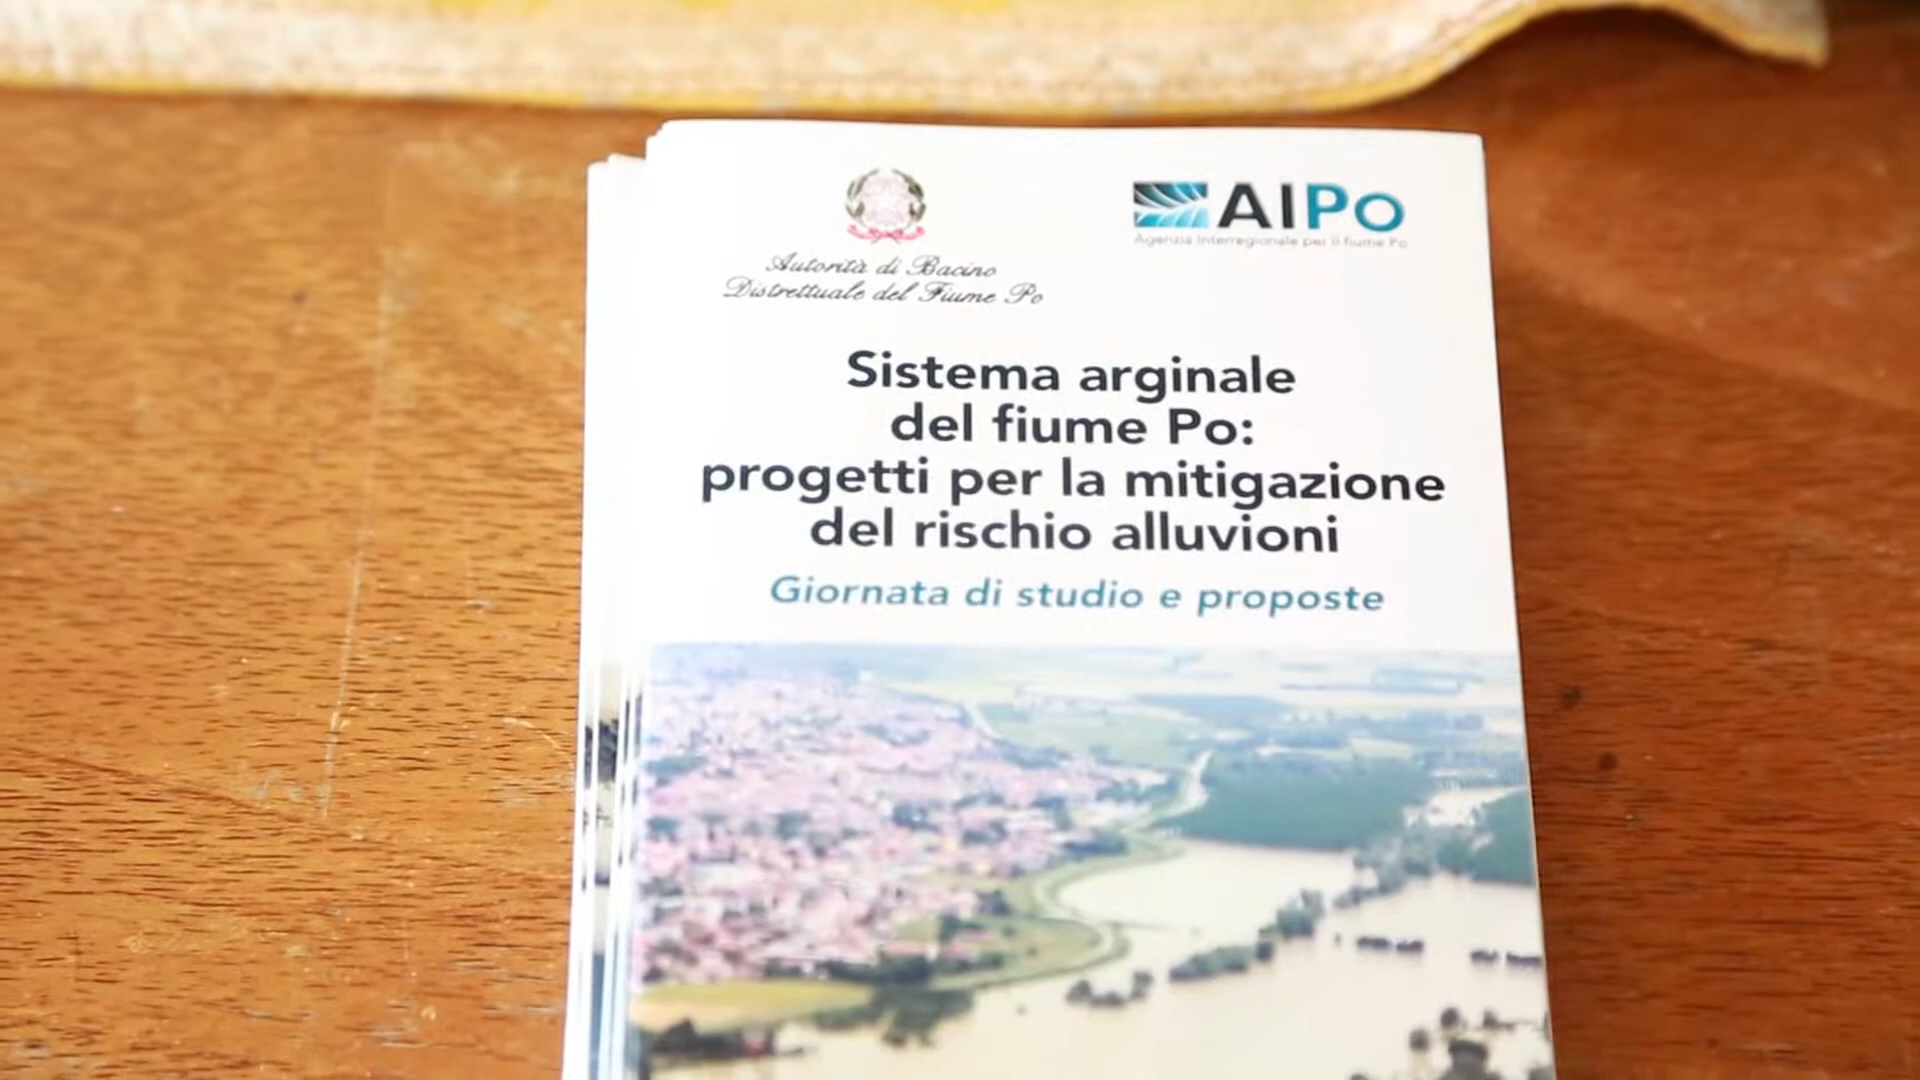 Autorità di Bacino
Distrettuale del Fiume Po
AIPo
Agenzia Interregionale per il fiume Po
Sistema arginale
del fiume Po:
progetti per la mitigazione
del rischio alluvioni
Giornata di studio e proposte